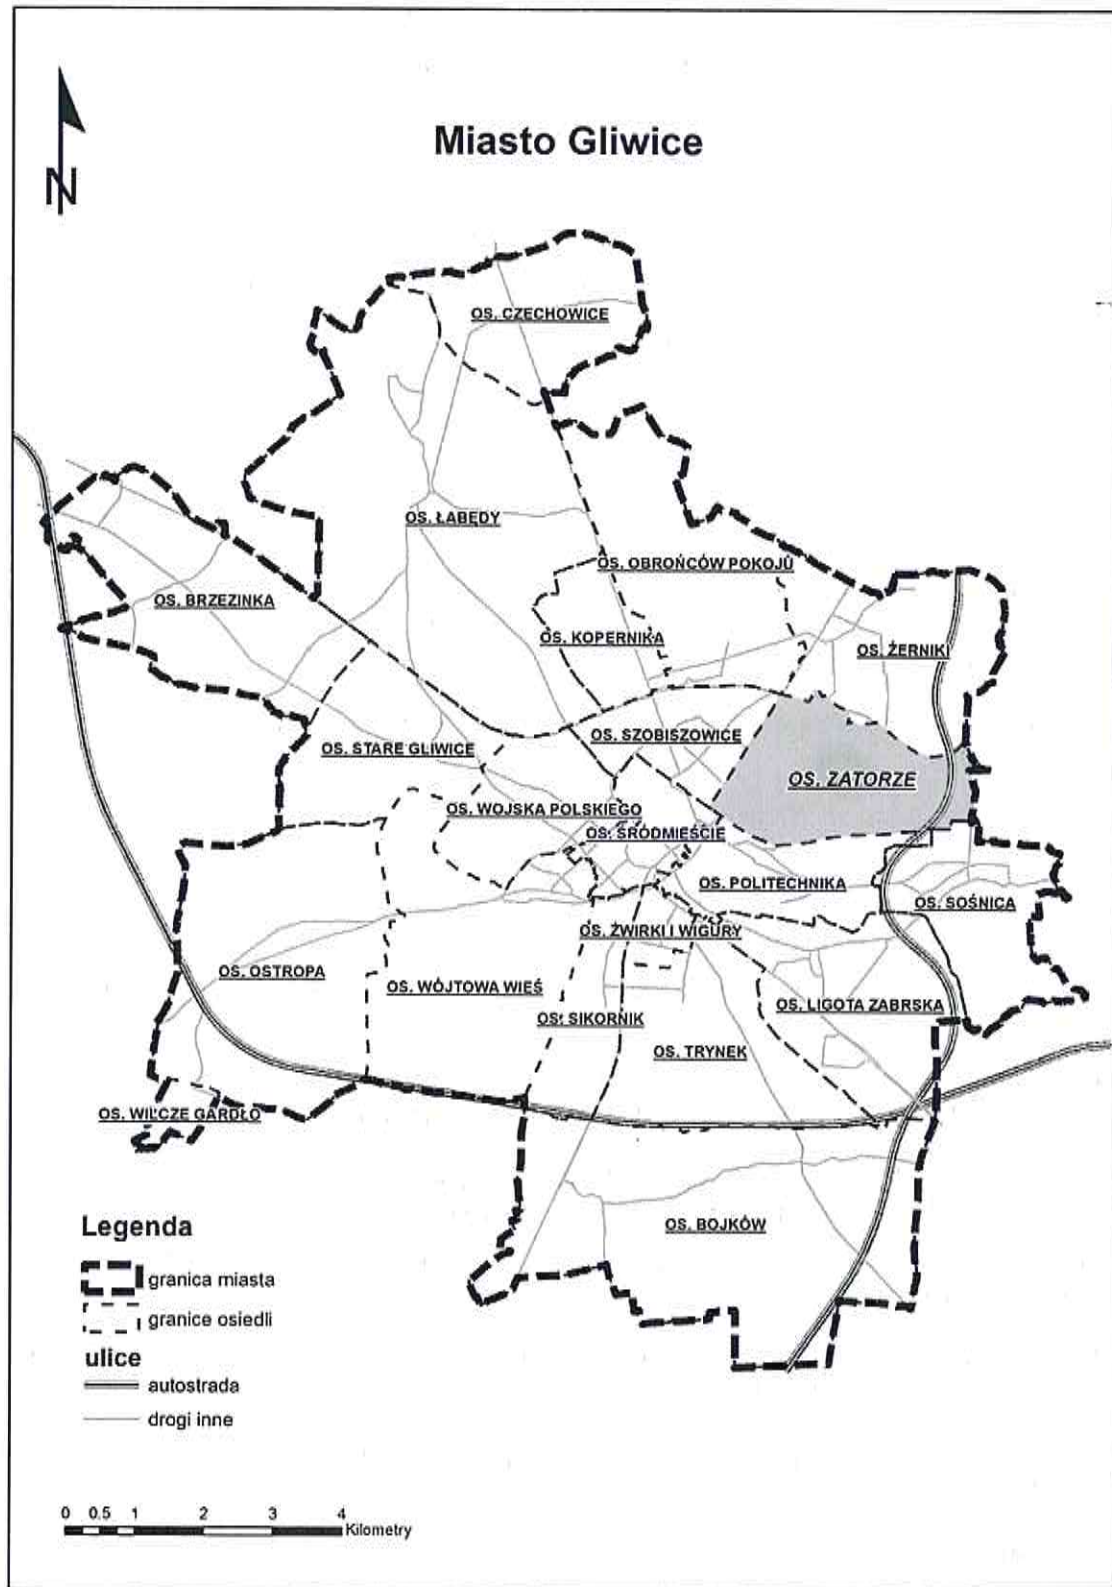 Miasto Gliwice
N
OS. CZECHOWICE
OS. ŁABĘDY
OS. OBROŃCÓW POKOJU
OS. BRZEZINKA
OS. KOPERNIKA
OS. ŻERNIKI
OS. SZOBISZOWICE
OS. STARE GLIWICE
OS. ZATORZE
OS. WOJSKA POLSKIEGO
OS. ŚRÓDMIEŚCIE
OS. POLITECHNIKA
OS. SOŚNICA
OS. ŻWIRKI I WIGURY
OS. OSTROPA
OS. WÓJTOWA WIEŚ
OS. LIGOTA ZABRSKA
OS. SIKORNIK
OS. TRYNEK
OS. WILCZE GARDŁO
OS. BOJKÓW
Legenda
granica miasta
granice osiedli
ulice
autostrada
drogi inne
0 0.5 1 2 3 4
Kilometry